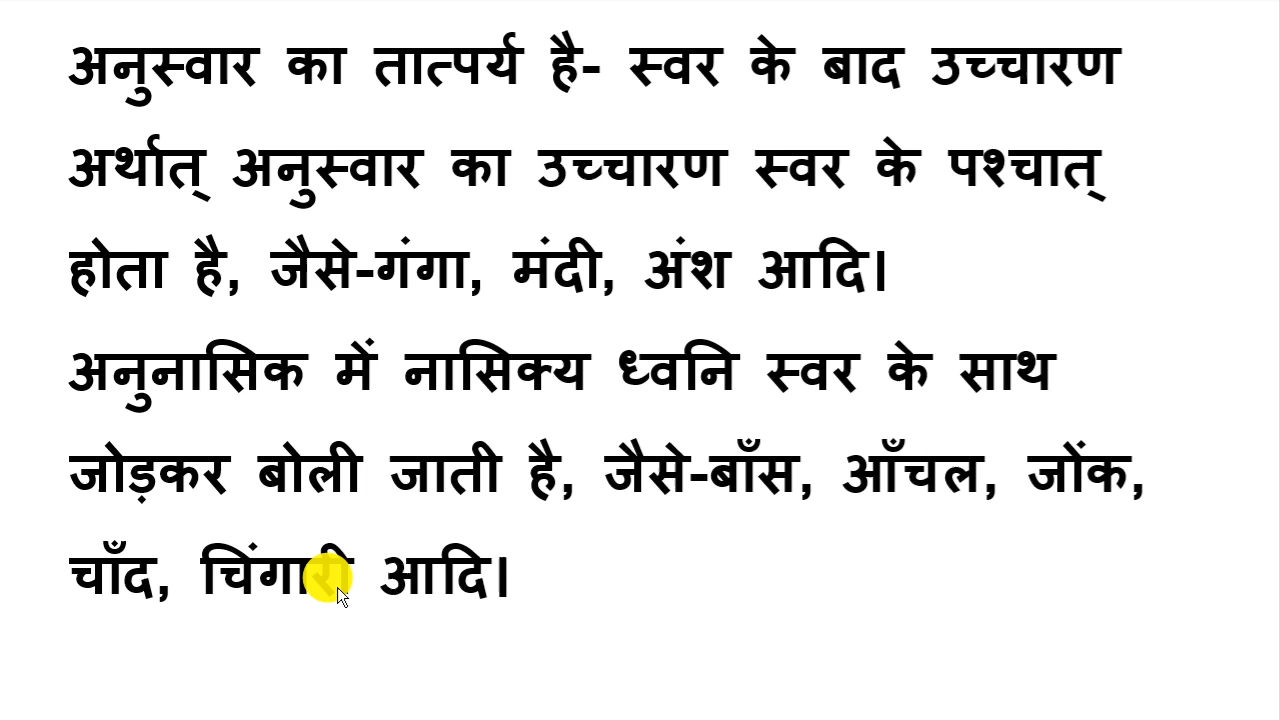 अनुस्वार का तात्पर्य है- स्वर के बाद उच्चारण
अर्थात् अनुस्वार का उच्चारण स्वर के पश्चात्
होता है, जैसे-गंगा, मंदी, अंश आदि।
अनुनासिक में नासिक्य ध्वनि स्वर के साथ
जोड़कर बोली जाती है, जैसे-बाँस, आँचल, जोंक,
चाँद, चिंगारी आदि।